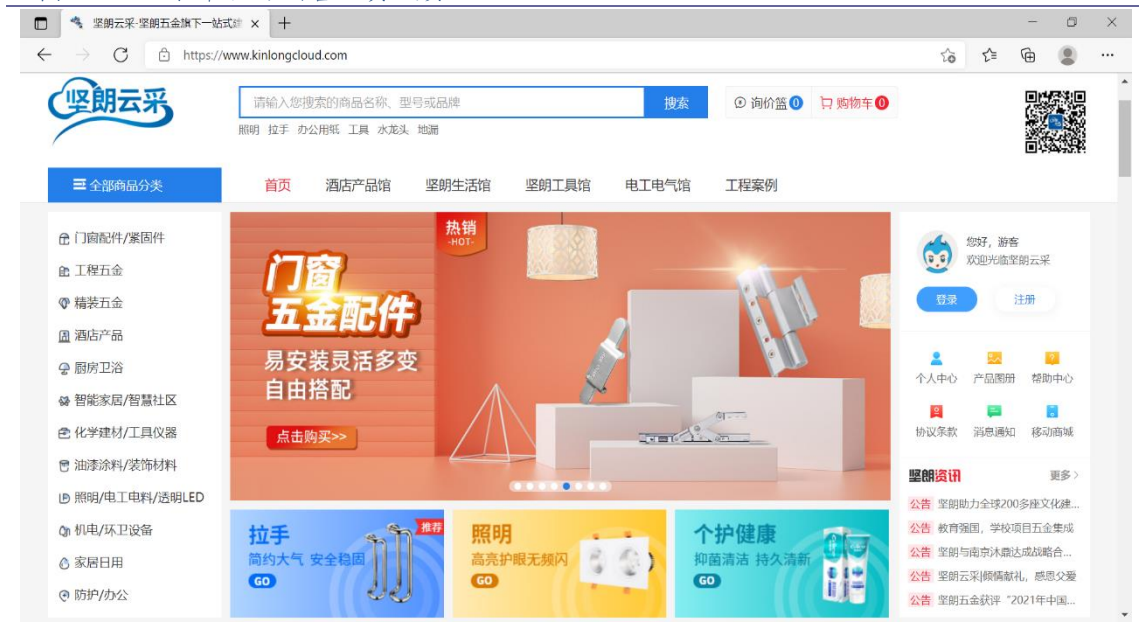 坚朗云采-坚朗五金旗下一站式
https://www.kinlongcloud.com
坚朗云采
请输入您搜索的商品名称、型号或品牌
搜索
询价篮 0
购物车 0
照明 拉手 办公用纸 工具 水龙头 地漏
全部商品分类
首页
酒店产品馆
坚朗生活馆
坚朗工具馆
电工电气馆
工程案例
门窗配件/紧固件
工程五金
精装五金
酒店产品
厨房卫浴
智能家居/智慧社区
化学建材/工具仪器
油漆涂料/装饰材料
照明/电工电料/透明LED
机电/环卫设备
家居日用
防护/办公
热销
-HOT-
门窗
五金配件
易安装灵活多变
自由搭配
点击购买>>
拉手
简约大气 安全稳固
GO
推荐
照明
高亮护眼无频闪
GO
个护健康
抑菌清洁 持久清新
GO
您好，游客
欢迎光临坚朗云采
登录
注册
个人中心
产品图册
帮助中心
协议条款
消息通知
移动商城
坚朗资讯
更多>
公告 坚朗助力全球200多座文化建...
公告 教育强国，学校项目五金集成
公告 坚朗与南京沐鼎达成战略合...
公告 坚朗云采|倾情献礼，感恩父爱
公告 坚朗五金获评“2021年中国...